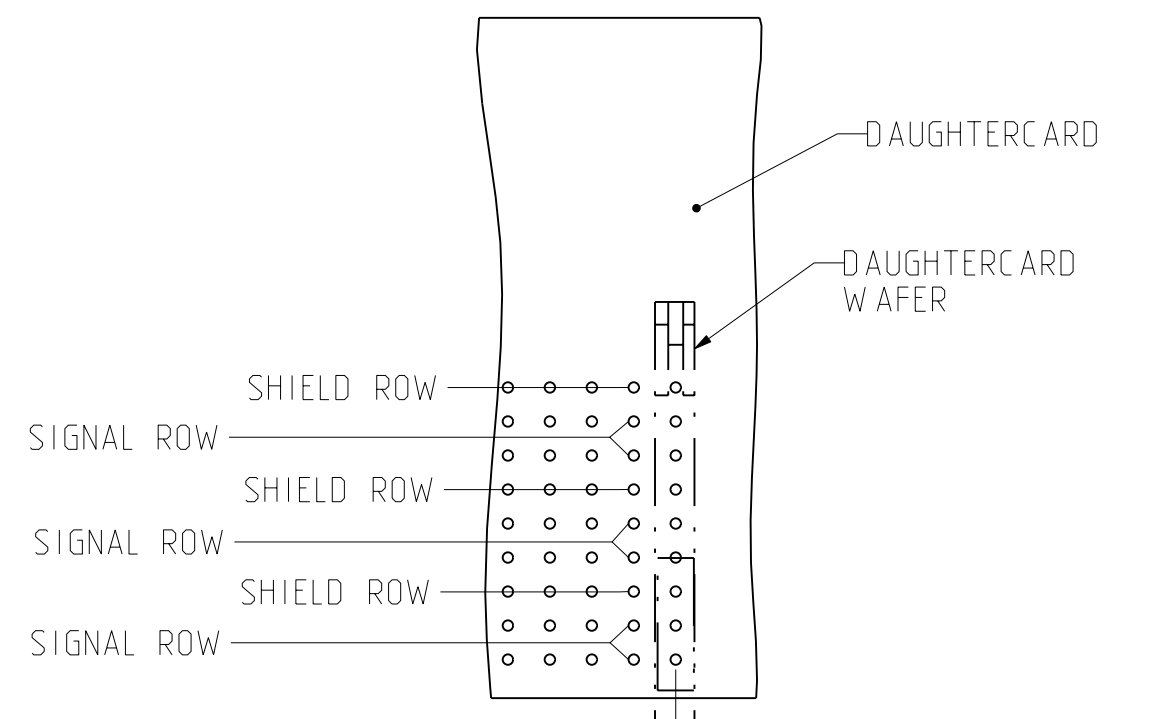 DAUGHTERCARD
DAUGHTERCARD
WAFER
SHIELD ROW
SIGNAL ROW
SHIELD ROW
SIGNAL ROW
SHIELD ROW
SIGNAL ROW